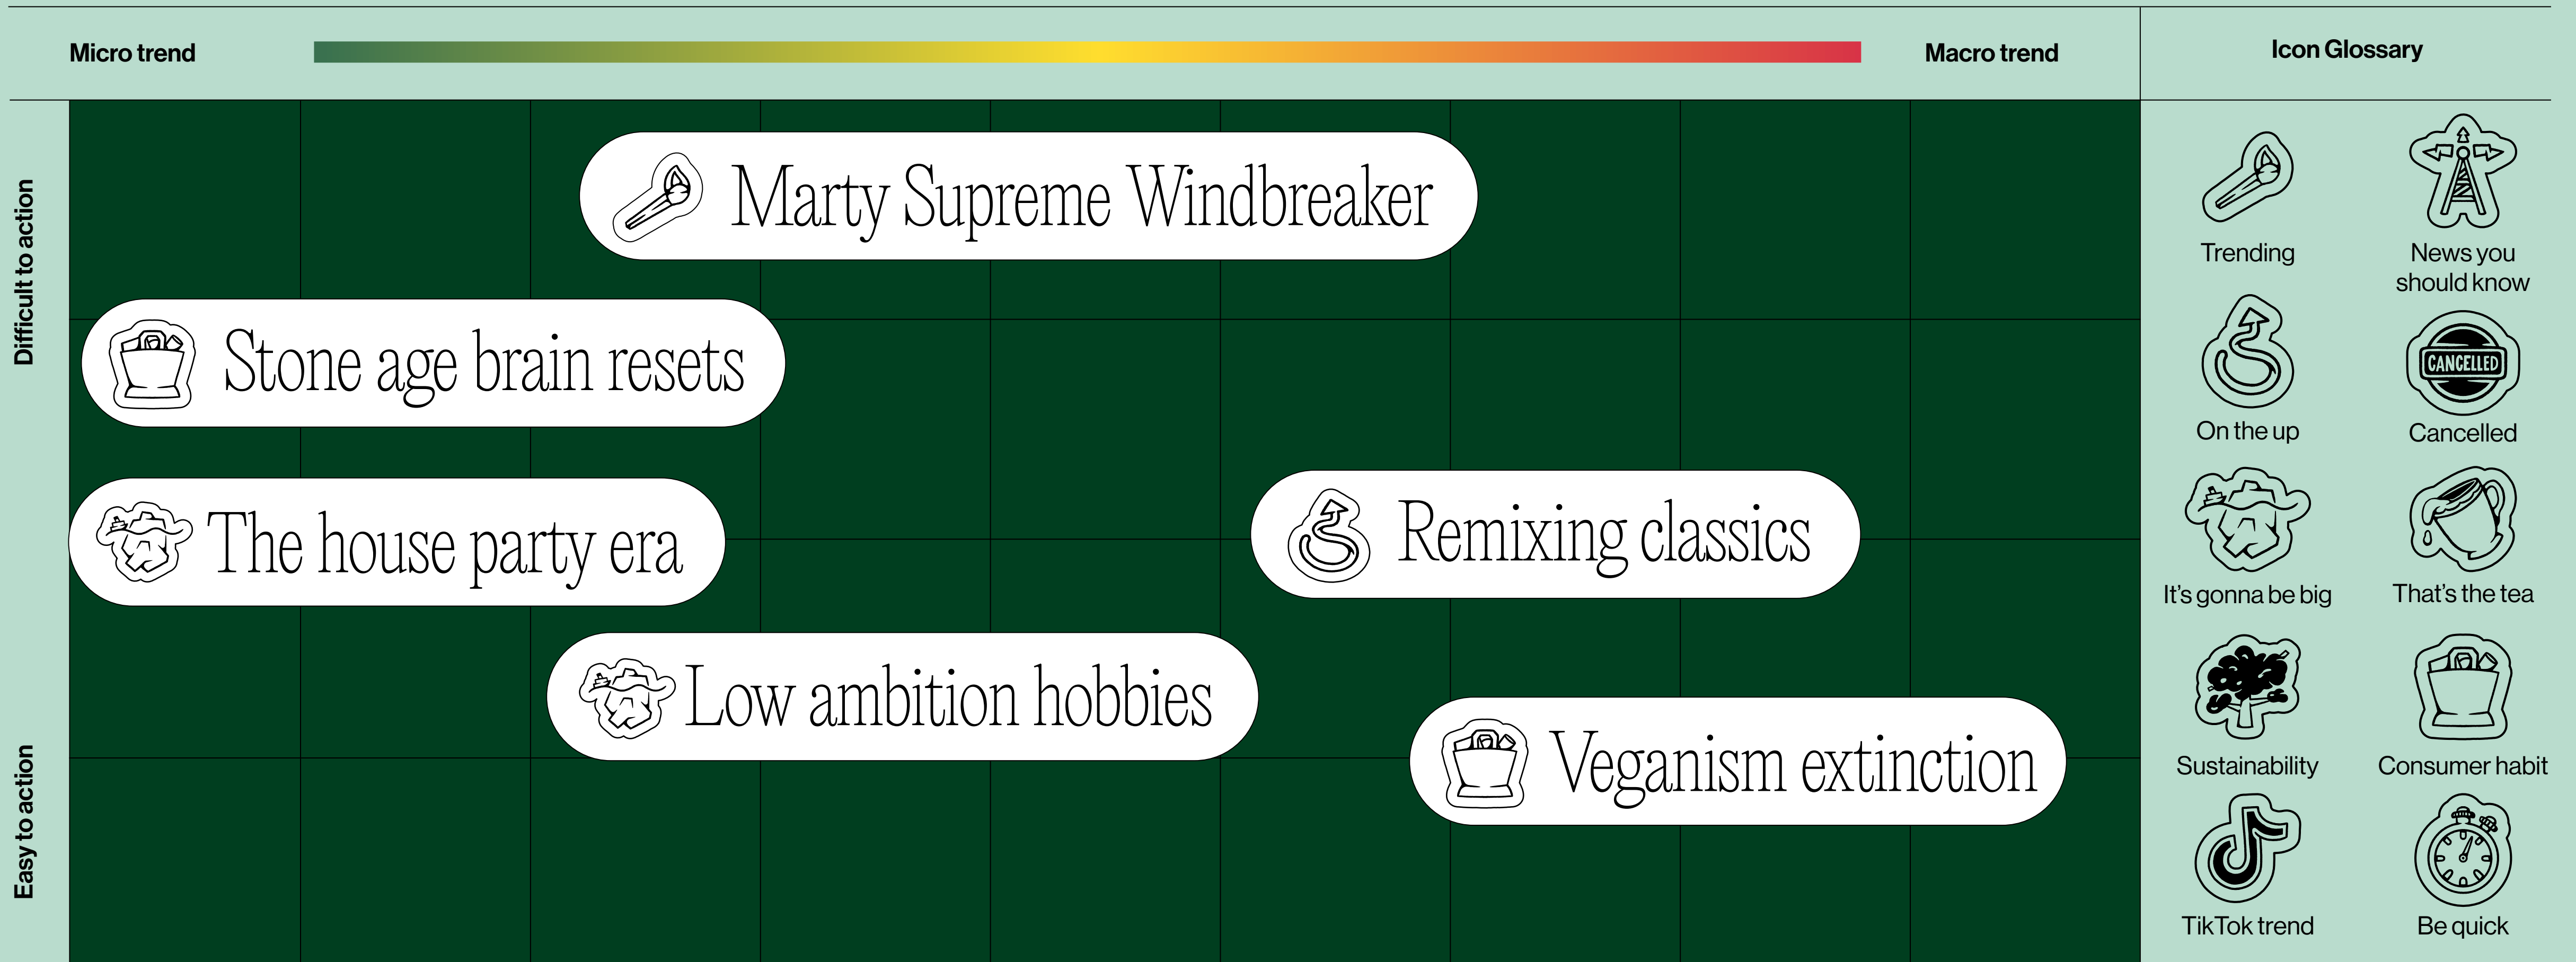 Micro trend
Macro trend
Icon Glossary
Difficult to action
Easy to action
Marty Supreme Windbreaker
Stone age brain resets
The house party era
Remixing classics
Low ambition hobbies
Veganism extinction
Trending
News you
should know
On the up
CANCELLED
Cancelled
It's gonna be big
That's the tea
Sustainability
Consumer habit
TikTok trend
Be quick